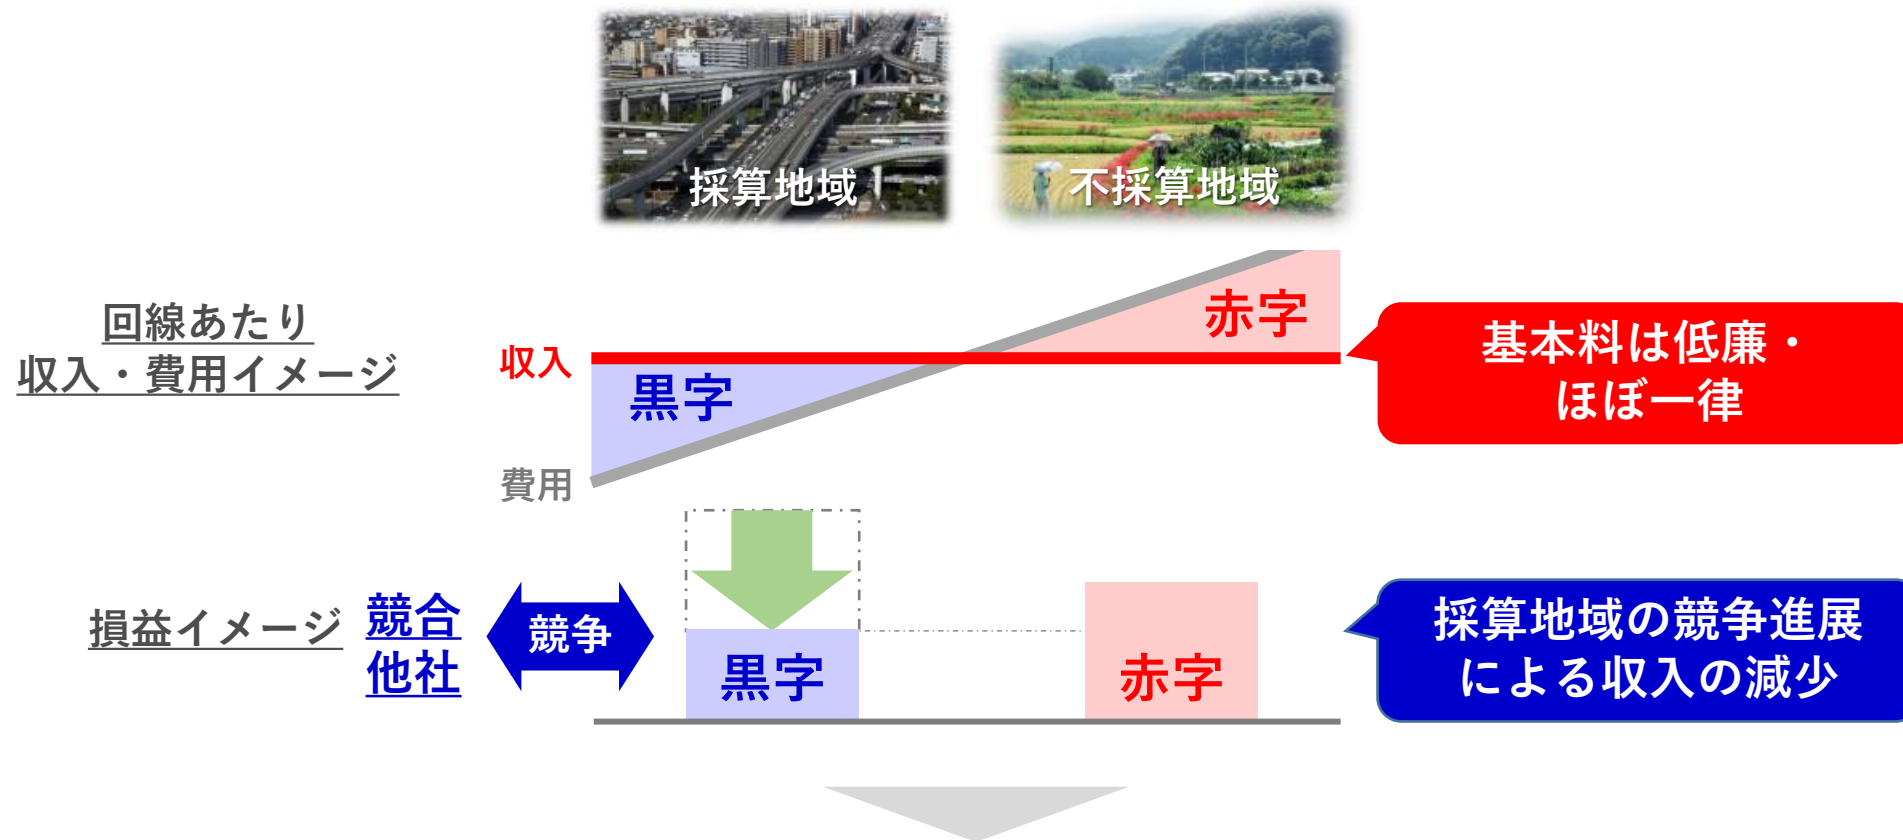 採算地域
不採算地域
回線あたり
収入・費用イメージ
収入
費用
黒字
赤字
基本料は低廉・
ほぼ一律
損益イメージ
競合
他社
競争
黒字
赤字
採算地域の競争進展
による収入の減少